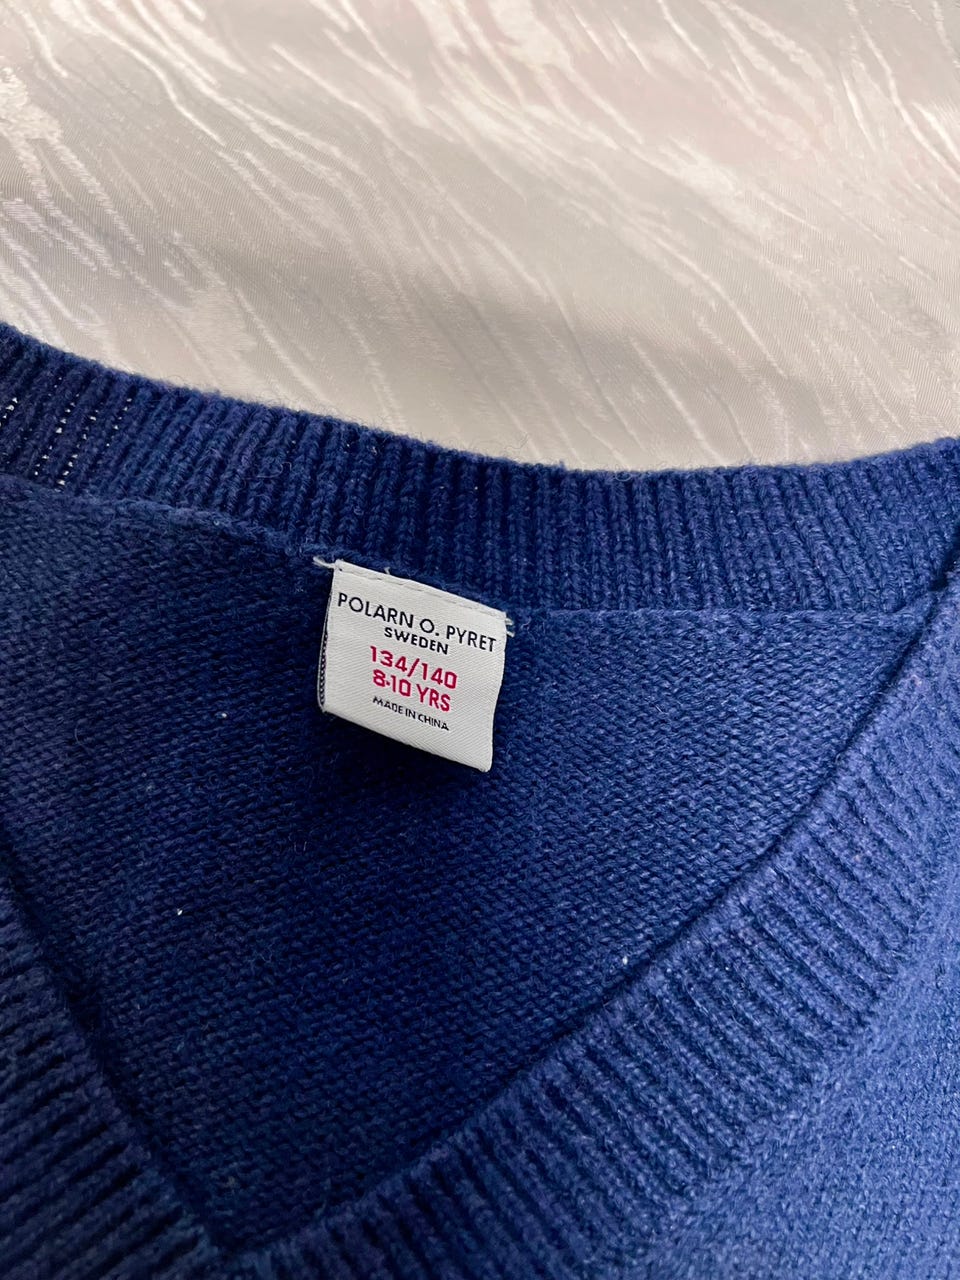 POLARN O. PYRET
SWEDEN
134/140
8-10 YRS
MADE IN CHINA